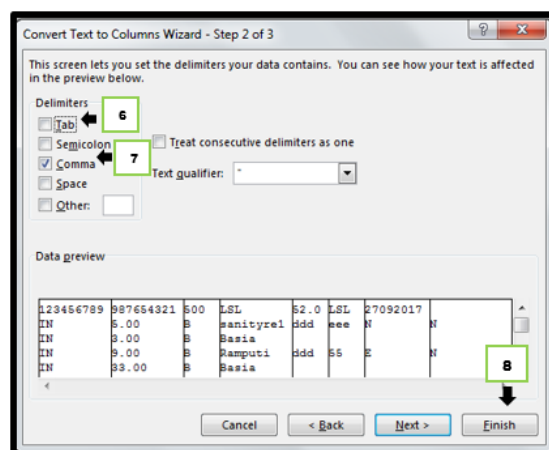 Convert Text to Columns Wizard - Step 2 of 3
This screen lets you set the delimiters your data contains. You can see how your text is affected
in the preview below.
Delimiters
Tab
6
Semicolon
Treat consecutive delimiters as one
Comma
7
Text qualifier: "
Space
Other:
Data preview
123456789 987654321 500 LSL 52.0 LSL 27092017
IN 5.00 B sanityre1 ddd eee N N
IN 3.00 B Basia
IN 9.00 B Ramputi ddd 55 E N
IN 33.00 B Basia
8
Cancel < Back Next > Finish